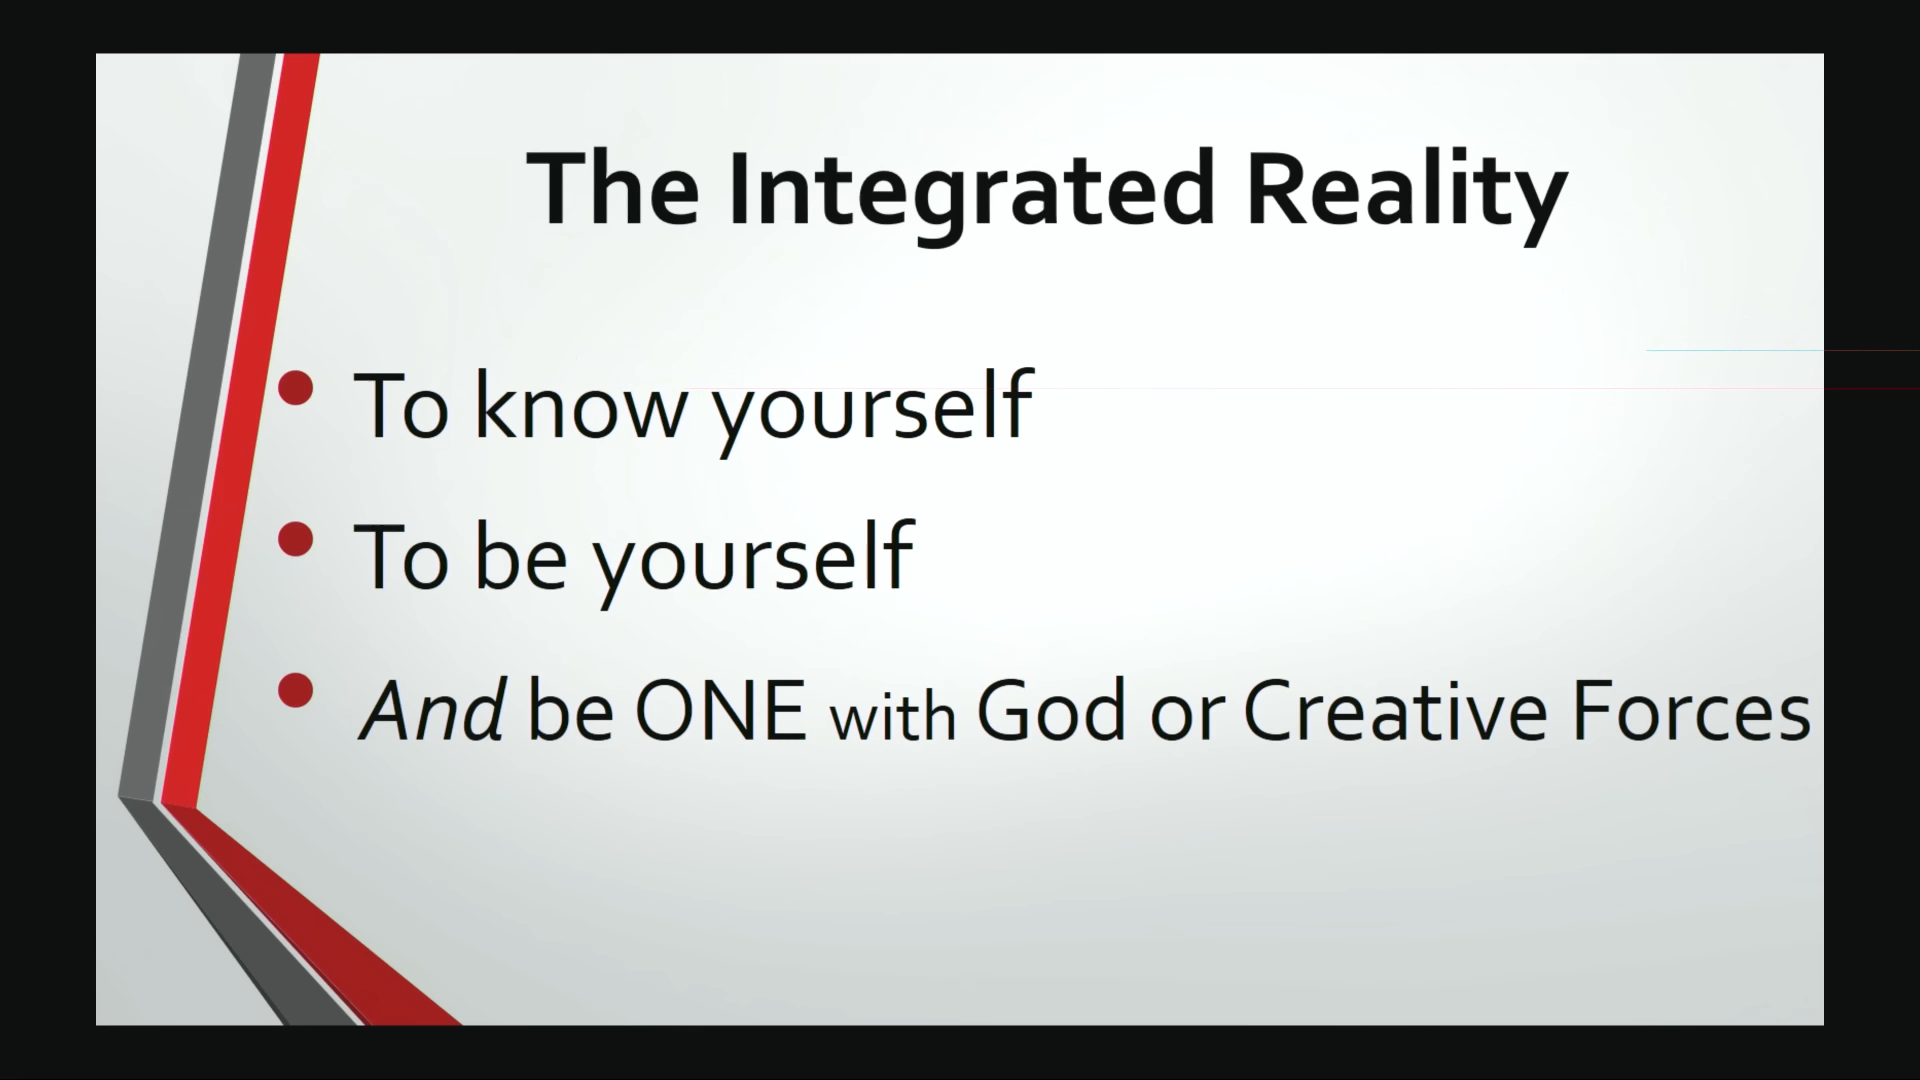 The Integrated Reality
To know yourself
To be yourself
And be ONE with God or Creative Forces